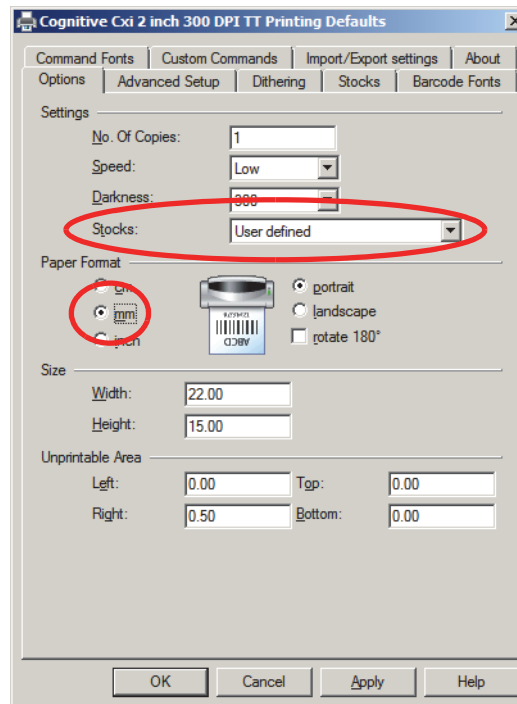 Cognitive Cxi 2 inch 300 DPI TT Printing Defaults
Command Fonts Custom Commands Import/Export settings About
Options Advanced Setup Dithering Stocks Barcode Fonts
Settings
No. Of Copies: 1
Speed: Low
Darkness:
Stocks: User defined
Paper Format
cm portrait
mm landscape
inch rotate 180°
ABCD
Size
Width: 22.00
Height: 15.00
Unprintable Area
Left: 0.00 Top: 0.00
Right: 0.50 Bottom: 0.00
OK Cancel Apply Help